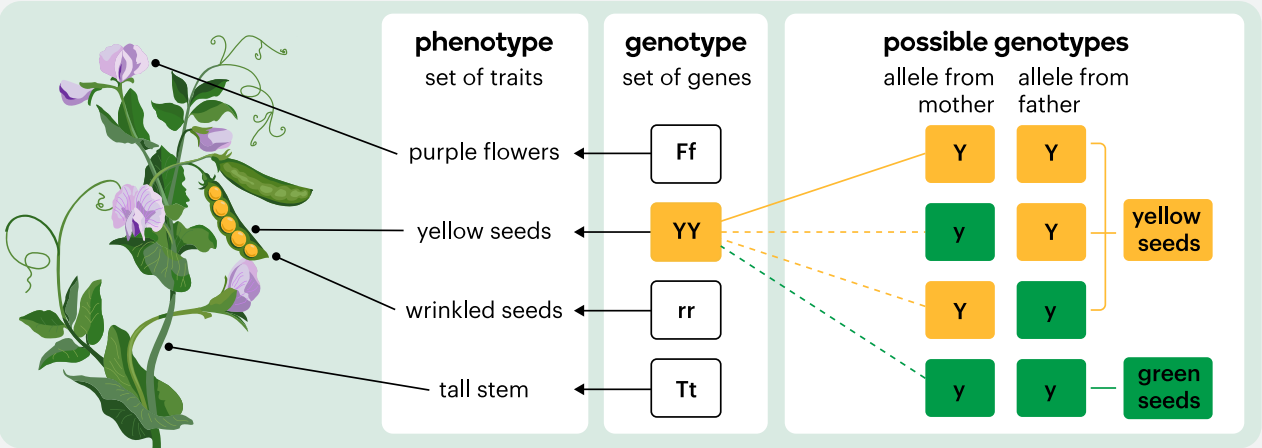 phenotype
set of traits
purple flowers
yellow seeds
wrinkled seeds
tall stem
genotype
set of genes
Ff
YY
rr
Tt
possible genotypes
allele from
mother
allele from
father
Y Y
y Y
Y y
y y
yellow
seeds
green
seeds